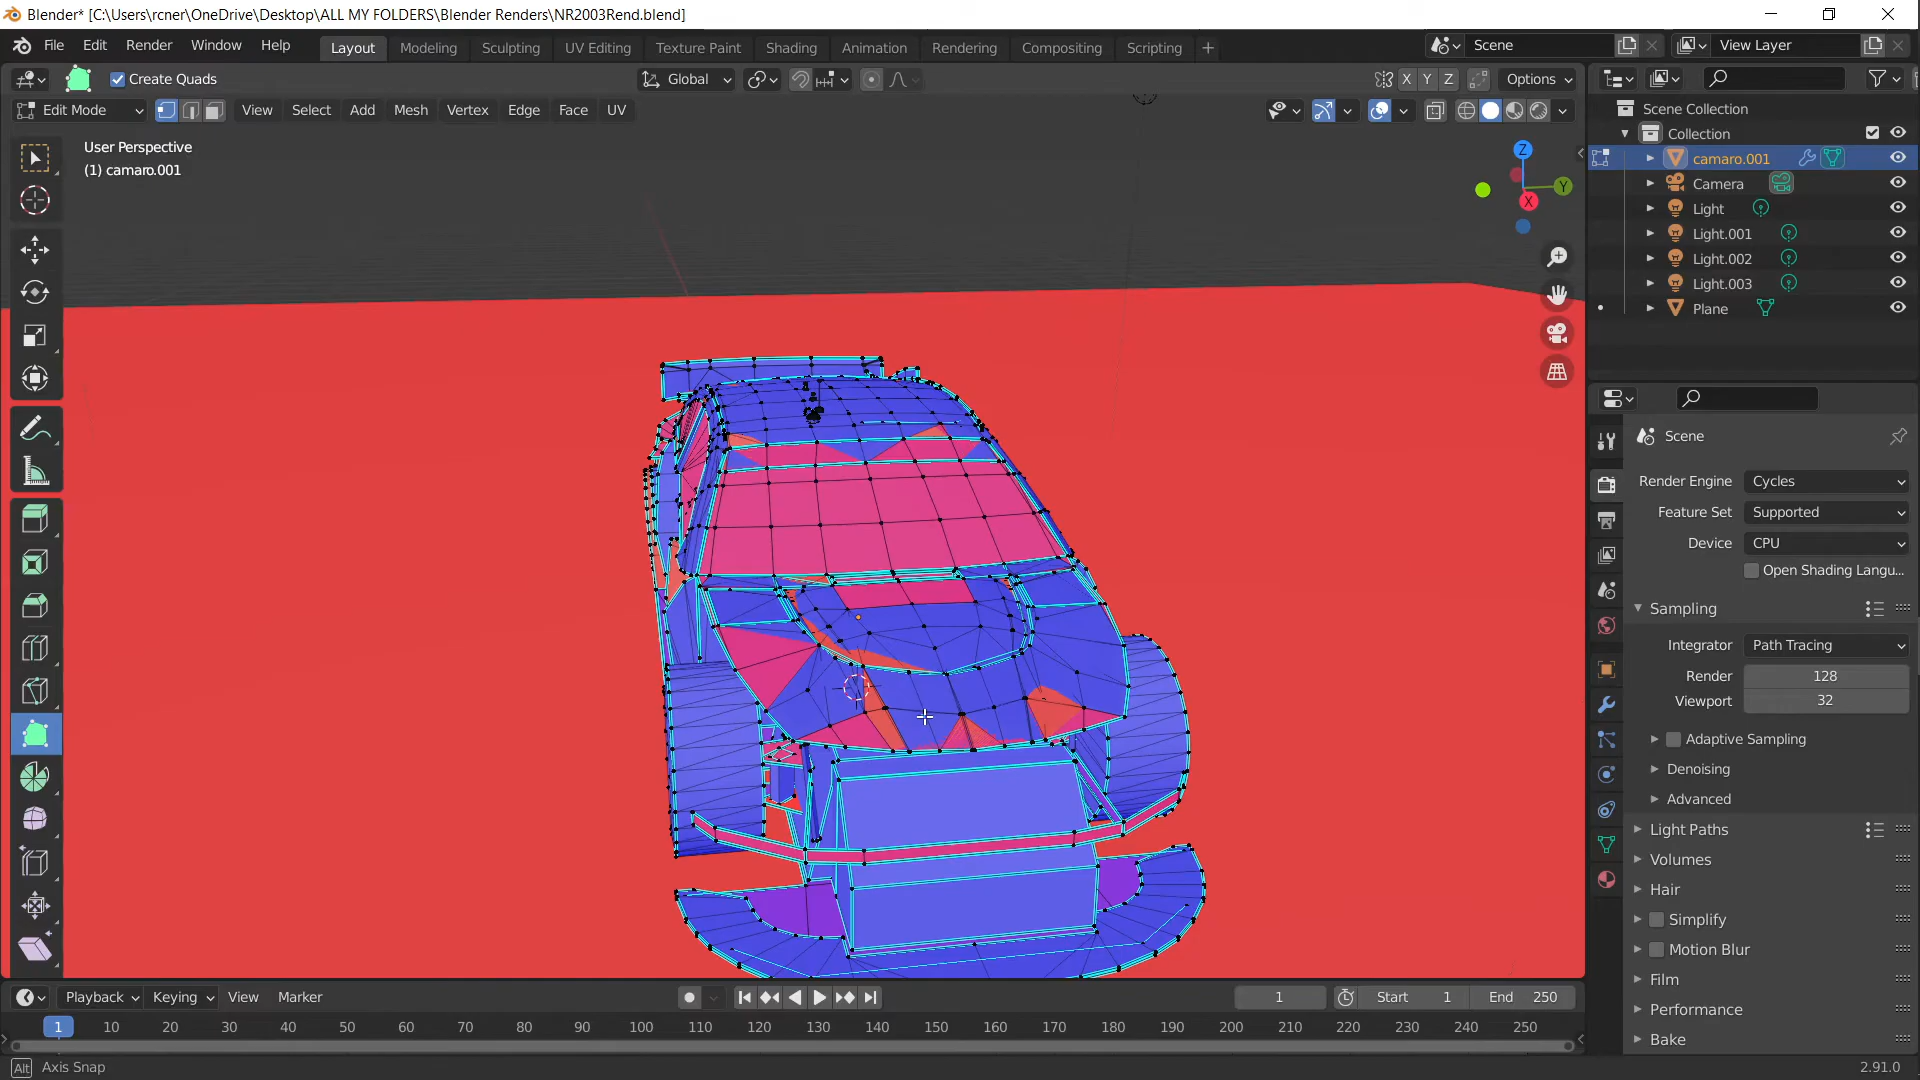 Blender* [C:\Users\rcner\OneDrive\Desktop\ALL MY FOLDERS\Blender Renders\NR2003Rend.blend]
File Edit Render Window Help Layout Modeling Sculpting UV Editing Texture Paint Shading Animation Rendering Compositing Scripting + Scene View Layer
Create Quads Global X Y Z Options
Edit Mode View Select Add Mesh Vertex Edge Face UV
User Perspective
(1) camaro.001
Z
Y
X
Scene Collection
Collection
camaro.001
Camera
Light
Light.001
Light.002
Light.003
Plane
Scene
Render Engine Cycles
Feature Set Supported
Device CPU
Open Shading Langu...
Sampling
Integrator Path Tracing
Render 128
Viewport 32
Adaptive Sampling
Denoising
Advanced
Light Paths
Volumes
Hair
Simplify
Motion Blur
Film
Performance
Bake
Playback Keying View Marker 1 Start 1 End 250
1 10 20 30 40 50 60 70 80 90 100 110 120 130 140 150 160 170 180 190 200 210 220 230 240 250
Alt Axis Snap 2.91.0